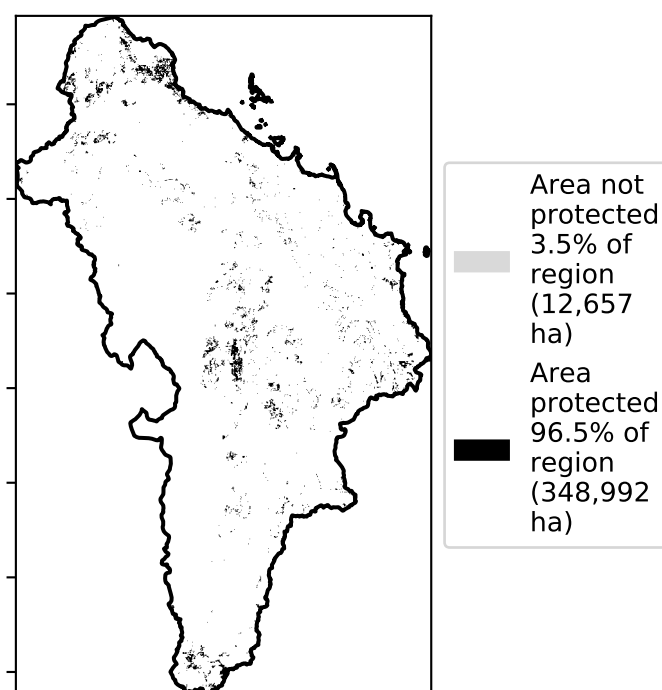 Area not
protected
3.5% of
region
(12,657
ha)
Area
protected
96.5% of
region
(348,992
ha)